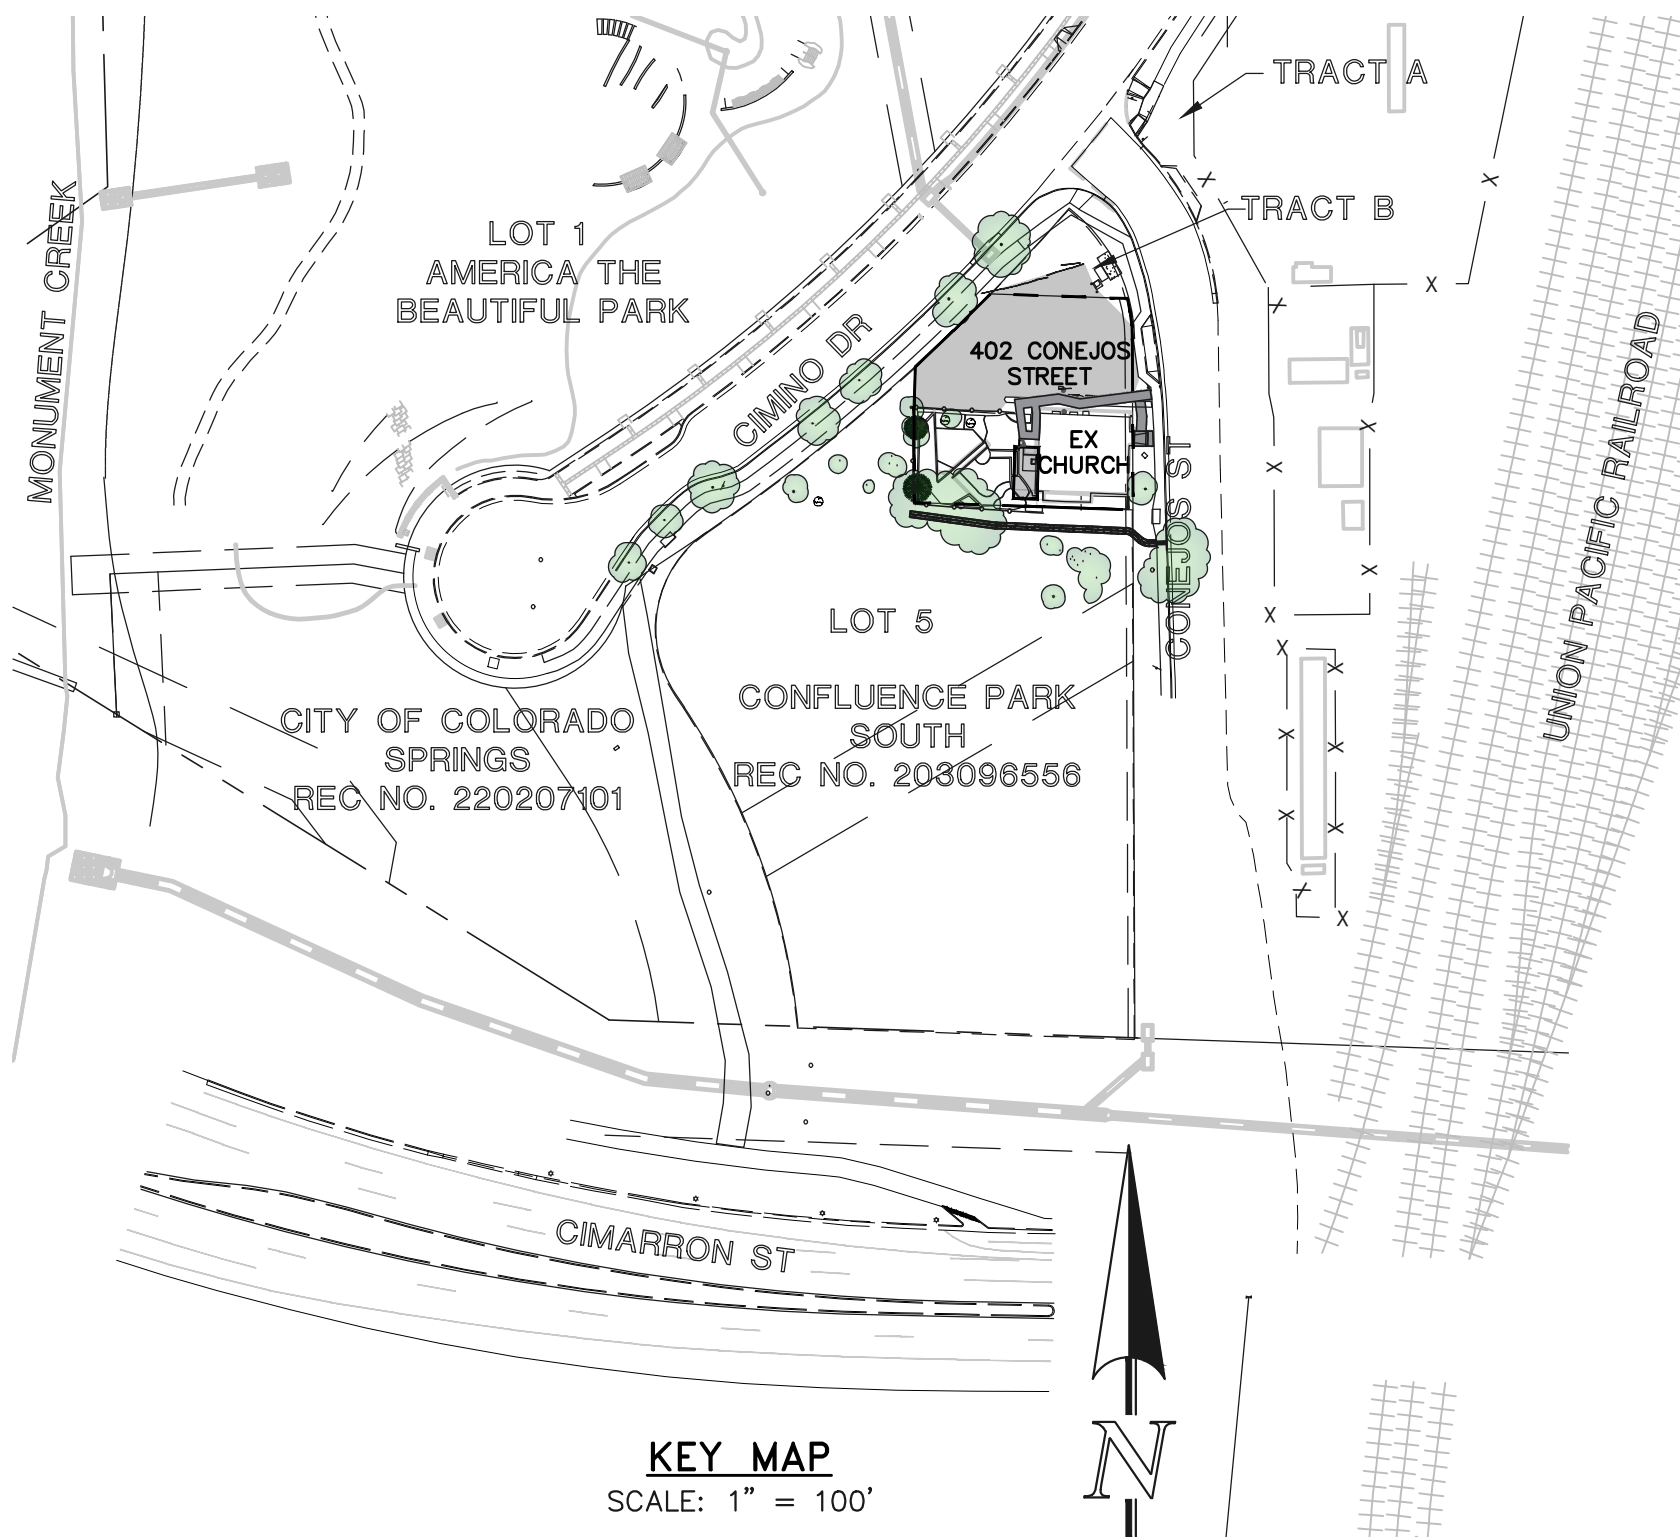 TRACT A
TRACT B
LOT 1
AMERICA THE
BEAUTIFUL PARK
MONUMENT CREEK
CIMINO DR
402 CONEJOS
STREET
EX
CHURCH
CONEJOS ST
UNION PACIFIC RAILROAD
LOT 5
CONFLUENCE PARK
SOUTH
REC NO. 203096556
CITY OF COLORADO
SPRINGS
REC NO. 220207101
CIMARRON ST
N
KEY MAP
SCALE: 1" = 100'